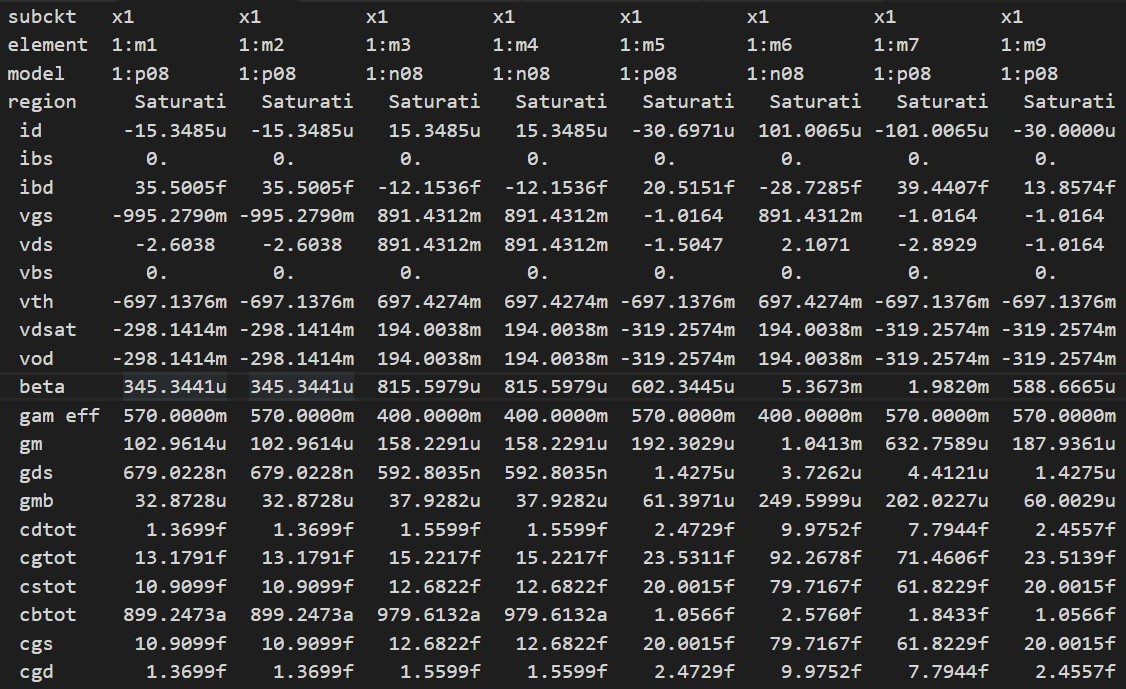 subckt x1 x1 x1 x1 x1 x1 x1 x1
element 1:m1 1:m2 1:m3 1:m4 1:m5 1:m6 1:m7 1:m9
model 1:p08 1:p08 1:n08 1:n08 1:p08 1:n08 1:p08 1:p08
region Saturati Saturati Saturati Saturati Saturati Saturati Saturati Saturati
id -15.3485u -15.3485u 15.3485u 15.3485u -30.6971u 101.0065u -101.0065u -30.0000u
ibs 0. 0. 0. 0. 0. 0. 0. 0.
ibd 35.5005f 35.5005f -12.1536f -12.1536f 20.5151f -28.7285f 39.4407f 13.8574f
vgs -995.2790m -995.2790m 891.4312m 891.4312m -1.0164 891.4312m -1.0164 -1.0164
vds -2.6038 -2.6038 891.4312m 891.4312m -1.5047 2.1071 -2.8929 -1.0164
vbs 0. 0. 0. 0. 0. 0. 0. 0.
vth -697.1376m -697.1376m 697.4274m 697.4274m -697.1376m 697.4274m -697.1376m -697.1376m
vdsat -298.1414m -298.1414m 194.0038m 194.0038m -319.2574m 194.0038m -319.2574m -319.2574m
vod -298.1414m -298.1414m 194.0038m 194.0038m -319.2574m 194.0038m -319.2574m -319.2574m
beta 345.3441u 345.3441u 815.5979u 815.5979u 602.3445u 5.3673m 1.9820m 588.6665u
gam eff 570.0000m 570.0000m 400.0000m 400.0000m 570.0000m 400.0000m 570.0000m 570.0000m
gm 102.9614u 102.9614u 158.2291u 158.2291u 192.3029u 1.0413m 632.7589u 187.9361u
gds 679.0228n 679.0228n 592.8035n 592.8035n 1.4275u 3.7262u 4.4121u 1.4275u
gmb 32.8728u 32.8728u 37.9282u 37.9282u 61.3971u 249.5999u 202.0227u 60.0029u
cdtot 1.3699f 1.3699f 1.5599f 1.5599f 2.4729f 9.9752f 7.7944f 2.4557f
cgtot 13.1791f 13.1791f 15.2217f 15.2217f 23.5311f 92.2678f 71.4606f 23.5139f
cstot 10.9099f 10.9099f 12.6822f 12.6822f 20.0015f 79.7167f 61.8229f 20.0015f
cbtot 899.2473a 899.2473a 979.6132a 979.6132a 1.0566f 2.5760f 1.8433f 1.0566f
cgs 10.9099f 10.9099f 12.6822f 12.6822f 20.0015f 79.7167f 61.8229f 20.0015f
cgd 1.3699f 1.3699f 1.5599f 1.5599f 2.4729f 9.9752f 7.7944f 2.4557f